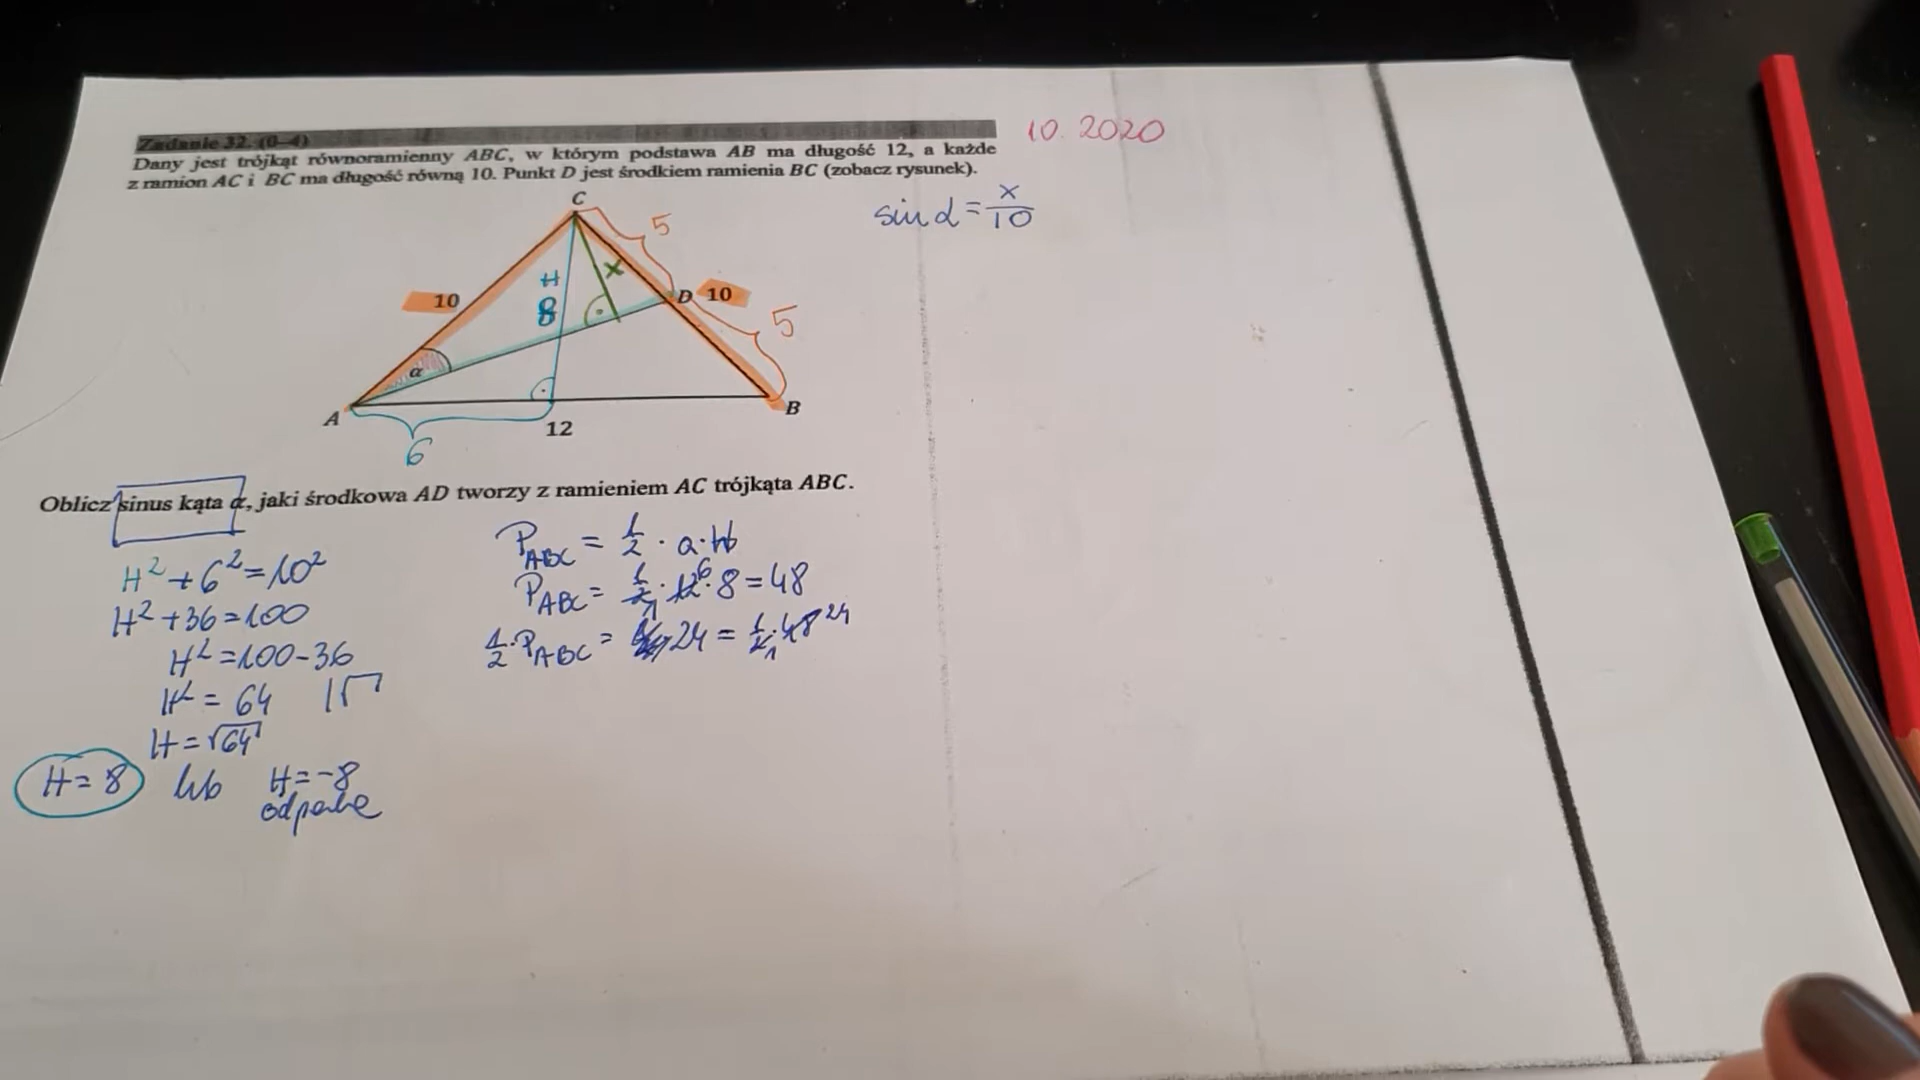 Zadanie 32. (0–4)
10.2020
Dany jest trójkąt równoramienny ABC, w którym podstawa AB ma długość 12, a każde
z ramion AC i BC ma długość równą 10. Punkt D jest środkiem ramienia BC (zobacz rysunek).
sin α = x/10
C
5
10
H
8
x
D 10
5
α
A
B
12
6
Oblicz sinus kąta α, jaki środkowa AD tworzy z ramieniem AC trójkąta ABC.
H² + 6² = 10²
H² + 36 = 100
H² = 100 - 36
H² = 64 |√
H = √64
H = 8 lub H = -8
odpada
P_ABC = 1/2 · a · h
P_ABC = 1/2 · 12 6 · 8 = 48
1/2 · P_ABC = 24 = 1/2 · 48 24